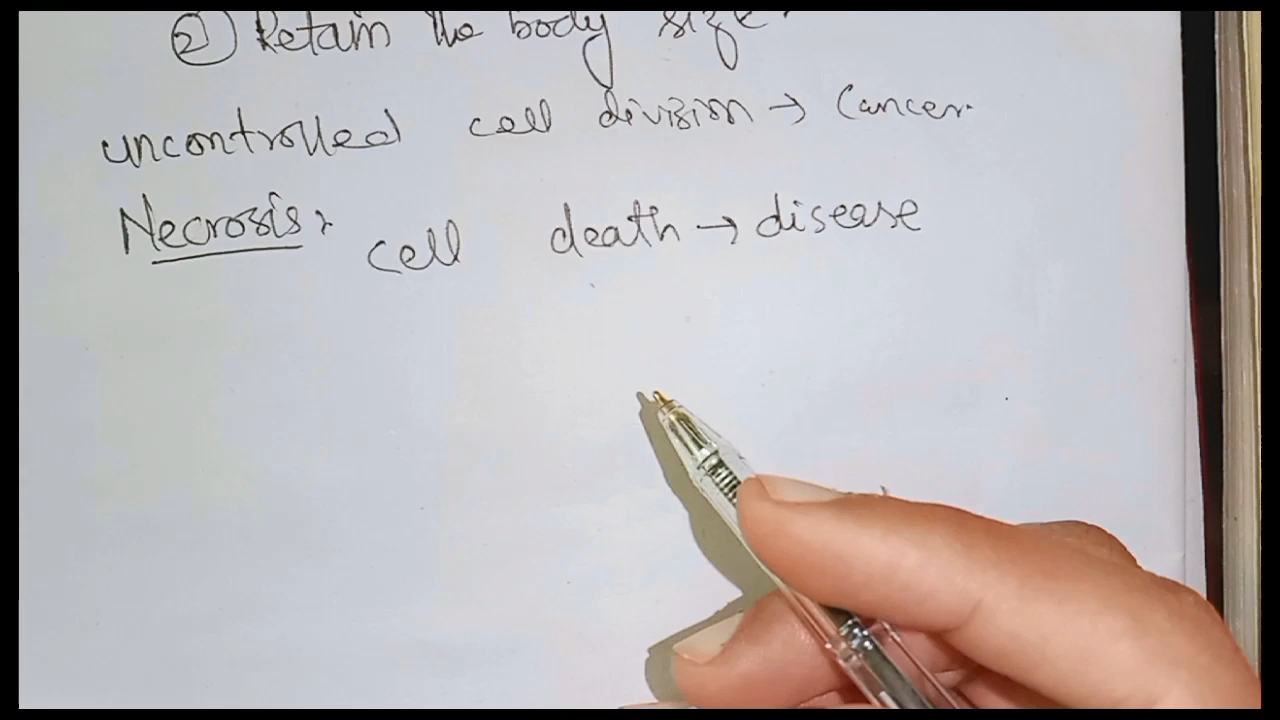 ② Retain the body size.
uncontrolled cell division → Cancer.
Necrosis: cell death → disease